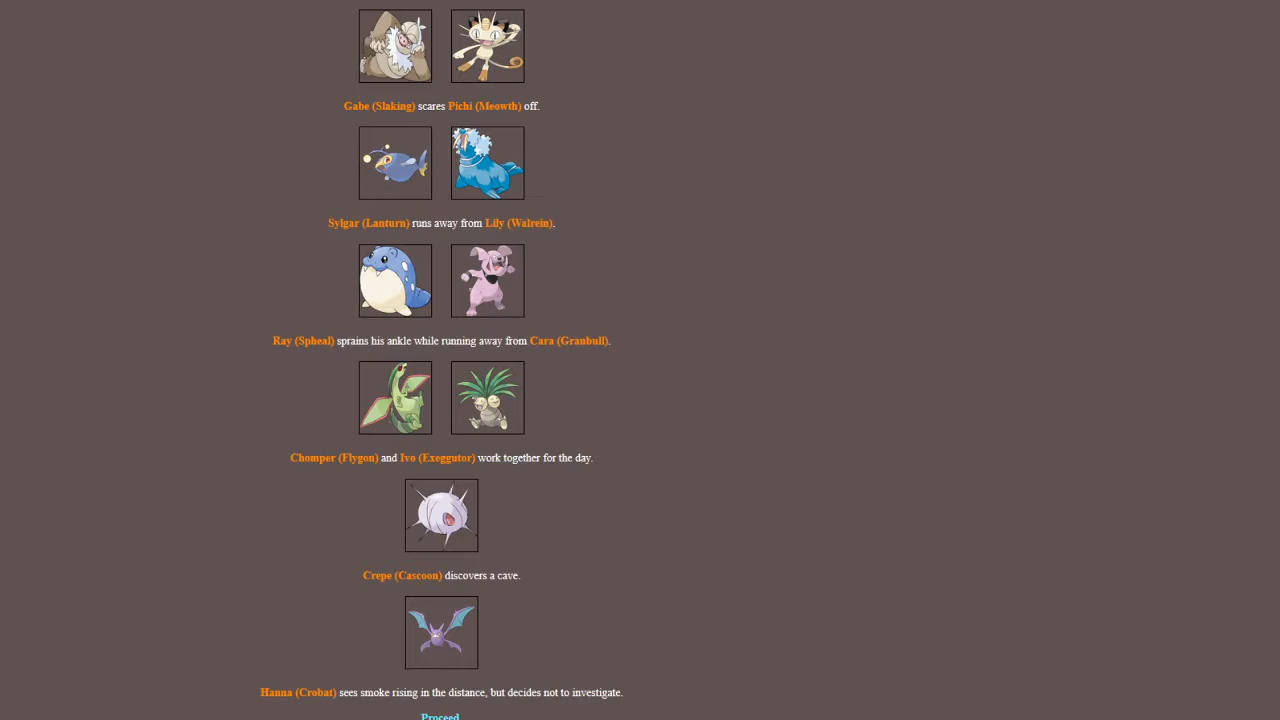 Gabe (Slaking) scares Pichi (Meowth) off.
Sylgar (Lanturn) runs away from Lily (Walrein).
Ray (Spheal) sprains his ankle while running away from Cara (Granbull).
Chomper (Flygon) and Ivo (Exeggutor) work together for the day.
Crepe (Cascoon) discovers a cave.
Hanna (Crobat) sees smoke rising in the distance, but decides not to investigate.
Proceed